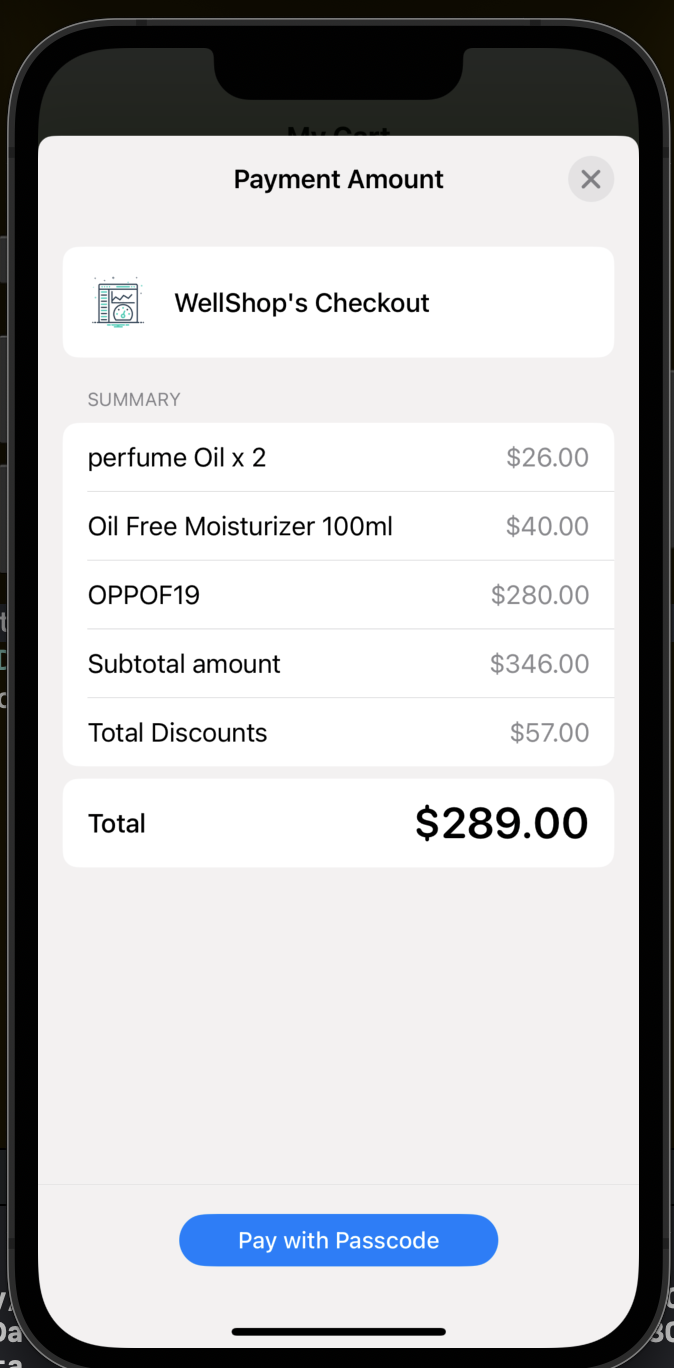 My Cart
Payment Amount
WellShop's Checkout
SUMMARY
perfume Oil x 2 $26.00
Oil Free Moisturizer 100ml $40.00
OPPOF19 $280.00
Subtotal amount $346.00
Total Discounts $57.00
Total $289.00
Pay with Passcode